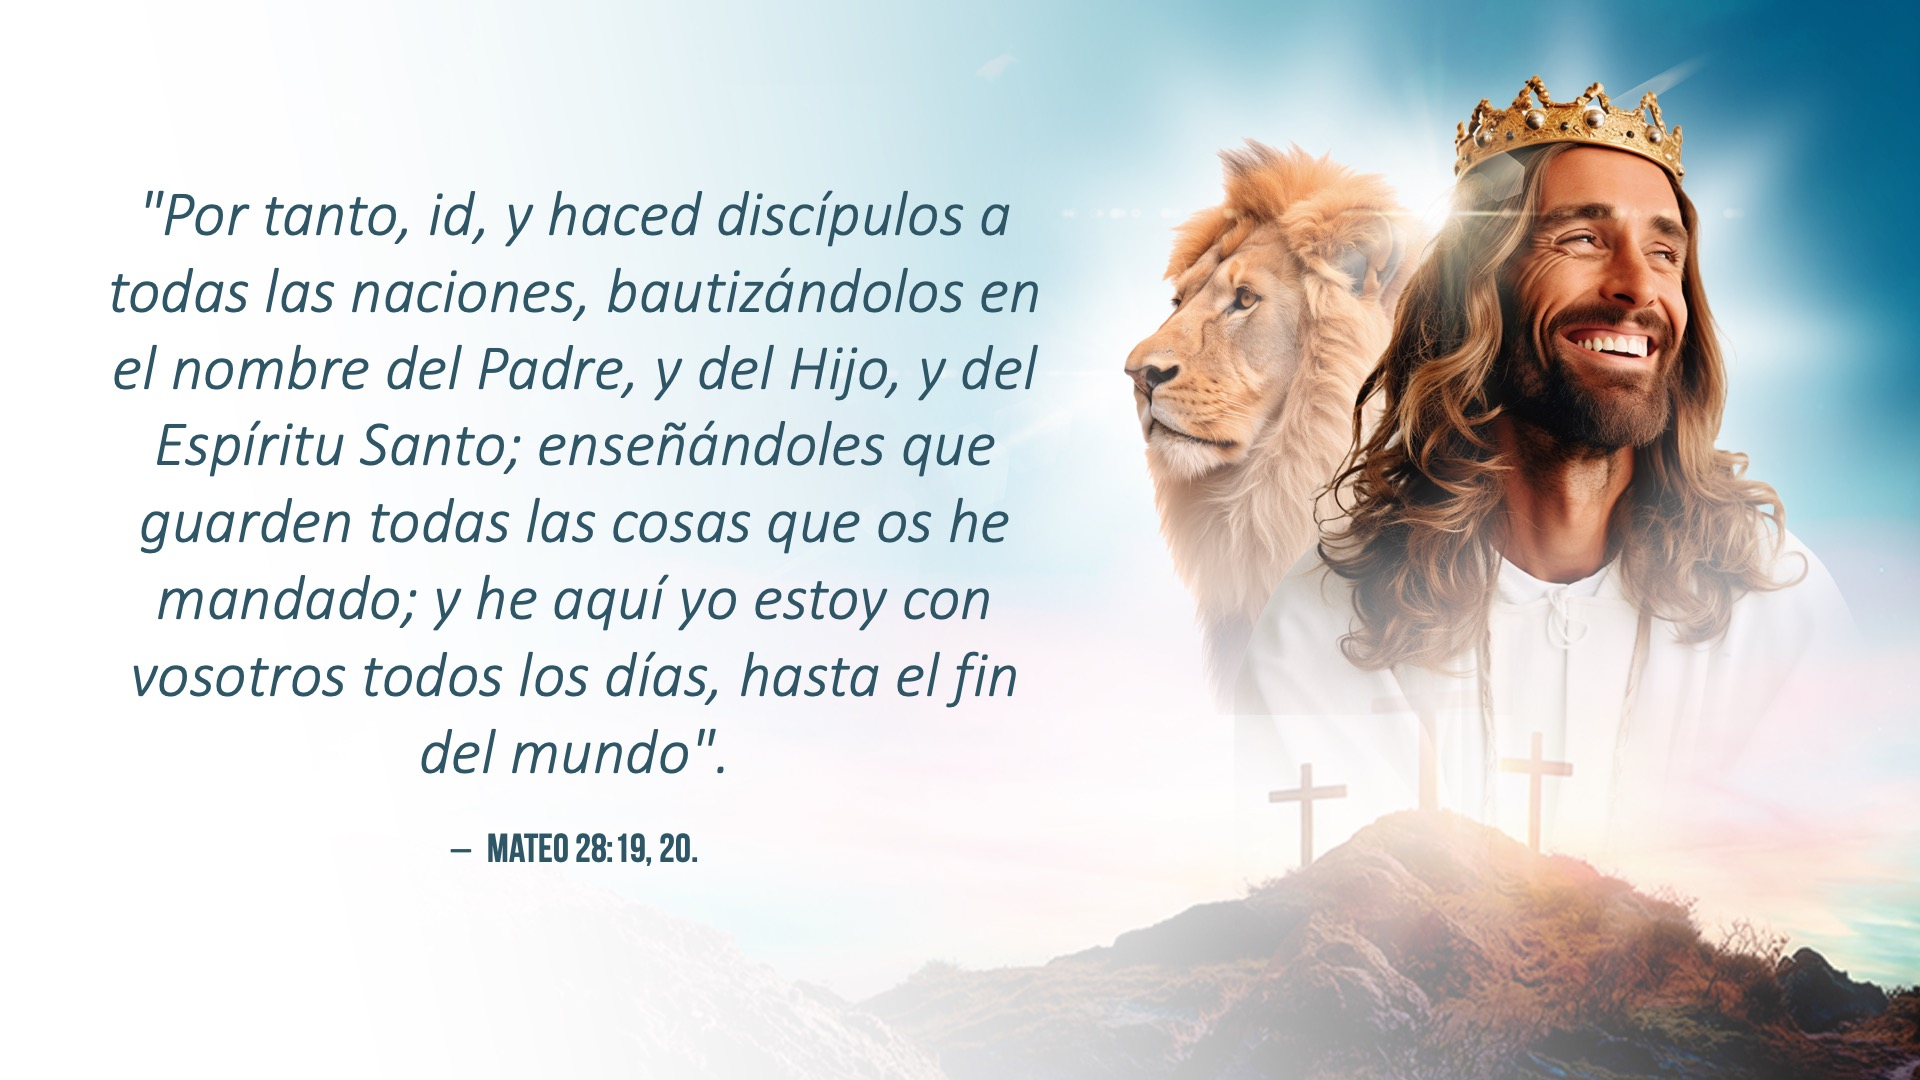 "Por tanto, id, y haced discípulos a
todas las naciones, bautizándolos en
el nombre del Padre, y del Hijo, y del
Espíritu Santo; enseñándoles que
guarden todas las cosas que os he
mandado; y he aquí yo estoy con
vosotros todos los días, hasta el fin
del mundo".
– MATEO 28:19, 20.